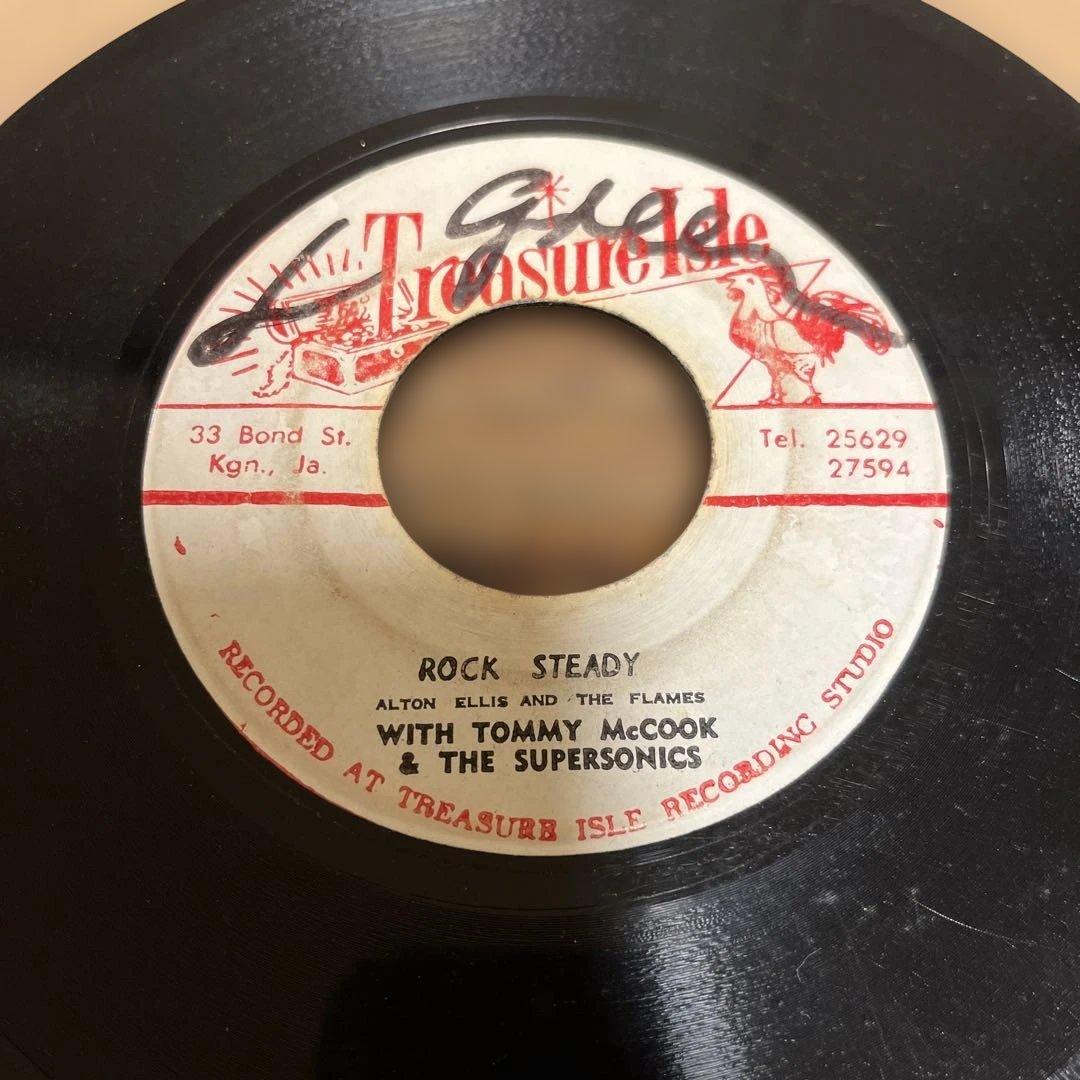 L Green
Treasure Isle
33 Bond St.
Kgn., Ja.
Tel. 25629
27594
ROCK STEADY
ALTON ELLIS AND THE FLAMES
WITH TOMMY McCOOK
& THE SUPERSONICS
RECORDED AT TREASURE ISLE RECORDING STUDIO